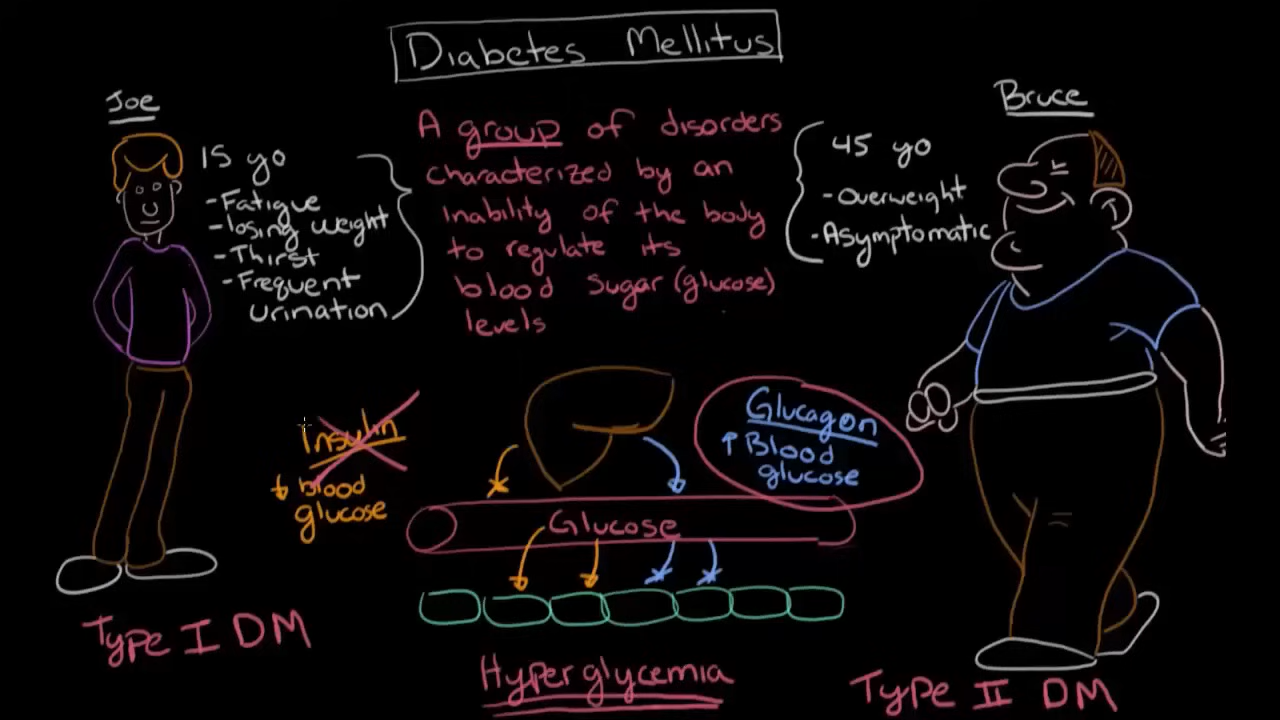 Diabetes Mellitus
Joe
15 yo
-Fatigue
-losing weight
-Thirst
-Frequent
urination
A group of disorders
characterized by an
inability of the body
to regulate its
blood sugar (glucose)
levels
Bruce
45 yo
-Overweight
-Asymptomatic
Insulin
↓ blood
glucose
Glucagon
↑ Blood
glucose
Glucose
Type I DM
Hyperglycemia
Type II DM